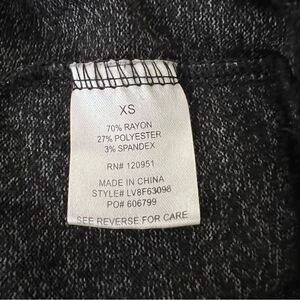 XS
70% RAYON
27% POLYESTER
3% SPANDEX
RN# 120951
MADE IN CHINA
STYLE# LV8F63098
PO# 606799
SEE REVERSE FOR CARE